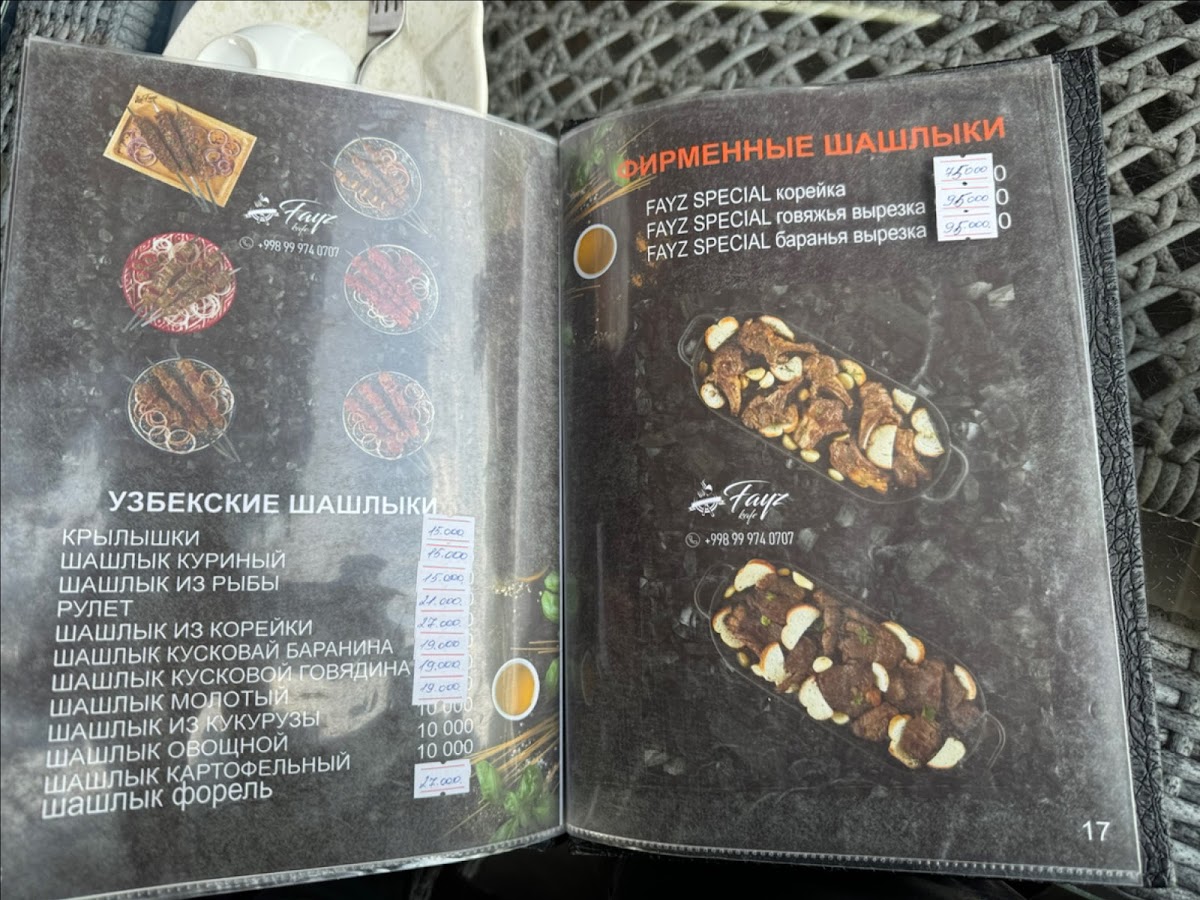 Fayz
kafe
+998 99 974 0707
УЗБЕКСКИЕ ШАШЛЫКИ
КРЫЛЫШКИ 15.000
ШАШЛЫК КУРИНЫЙ 15.000
ШАШЛЫК ИЗ РЫБЫ 15.000
РУЛЕТ 21.000
ШАШЛЫК ИЗ КОРЕЙКИ 27.000
ШАШЛЫК КУСКОВАЙ БАРАНИНА 19.000
ШАШЛЫК КУСКОВОЙ ГОВЯДИНА 19.000
ШАШЛЫК МОЛОТЫЙ 19.000
ШАШЛЫК ИЗ КУКУРУЗЫ 10 000
ШАШЛЫК ОВОЩНОЙ 10 000
ШАШЛЫК КАРТОФЕЛЬНЫЙ 10 000
шашлык форель 27.000
ФИРМЕННЫЕ ШАШЛЫКИ
FAYZ SPECIAL корейка 75000
FAYZ SPECIAL говяжья вырезка 95000
FAYZ SPECIAL баранья вырезка 95.000
Fayz
kafe
+998 99 974 0707
17